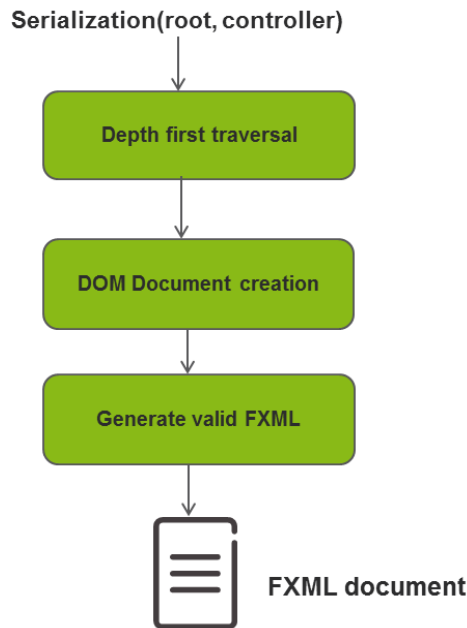 Serialization(root, controller)
Depth first traversal
DOM Document creation
Generate valid FXML
FXML document